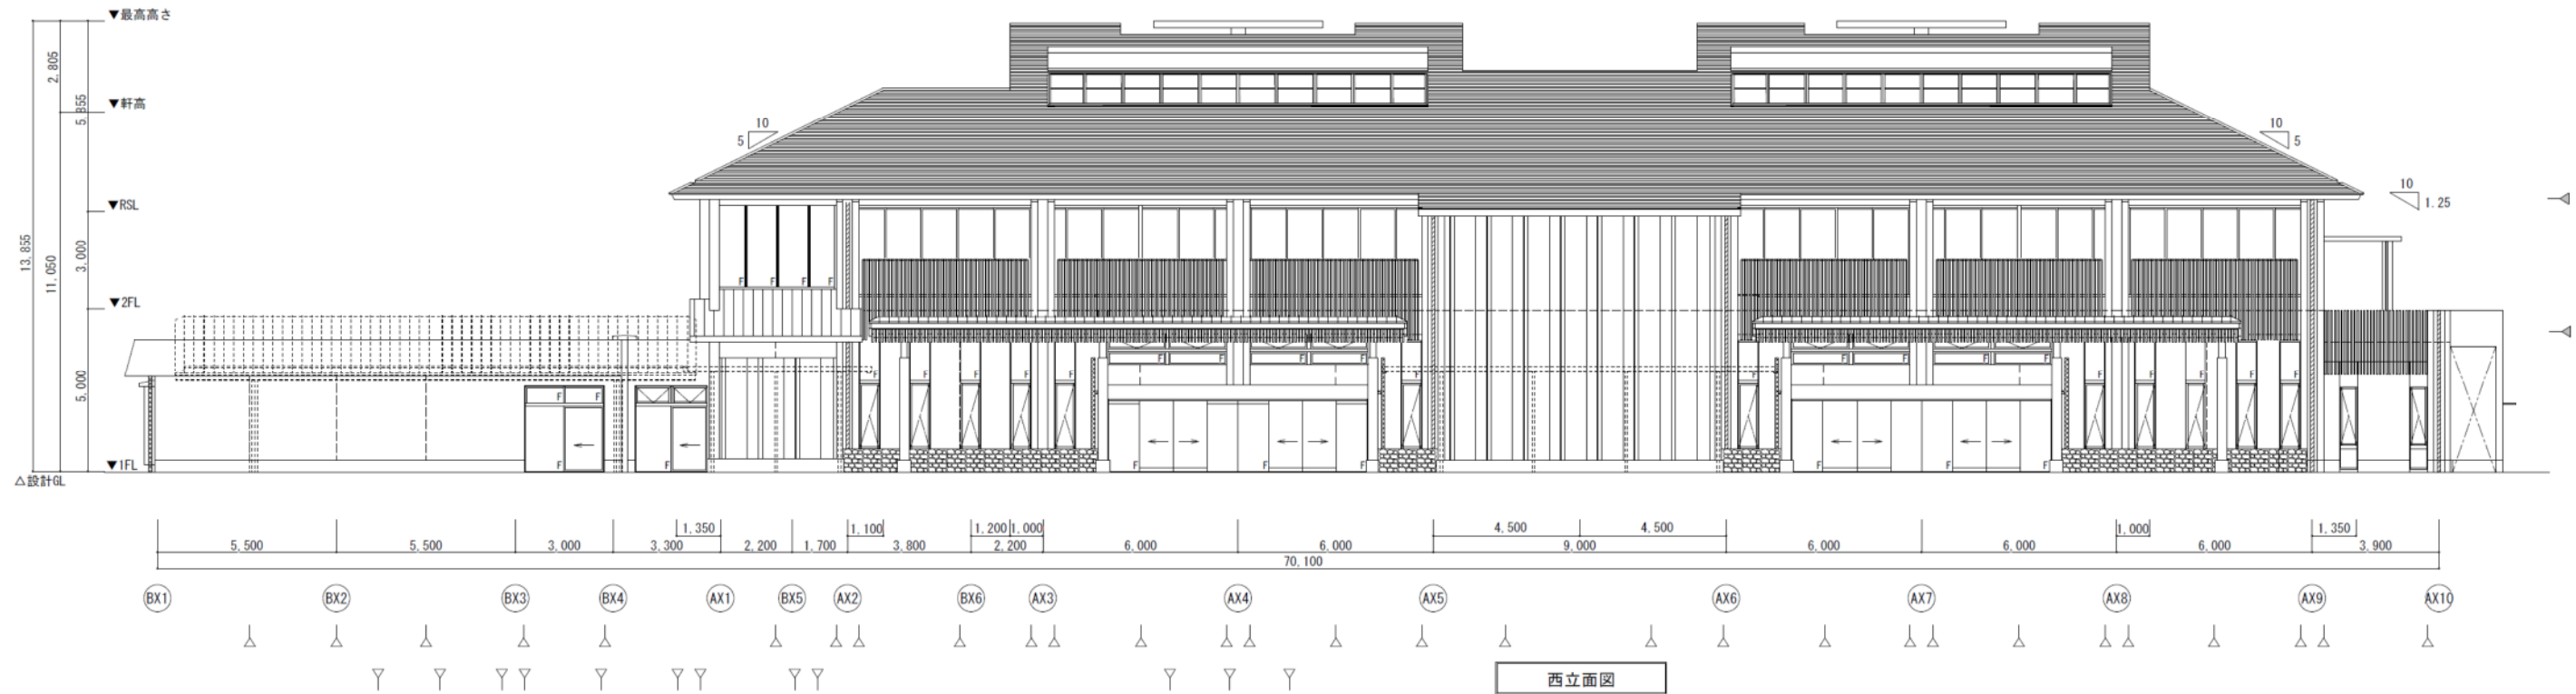 ▼最高高さ
2,805
▼軒高
5,855
10
5
10
5
▼RSL
10
1.25
13,855
11,050
3,000
F F F F
▼2FL
5,000
F F F F
F F F F
F F F F F
F
F
F F F F F
F F
F F
F F F
F F F
▼1FL
△設計GL
1,350
1,100
1,200 1,000
4,500
4,500
1,000
1,350
5,500
5,500
3,000
3,300
2,200
1,700
3,800
2,200
6,000
6,000
9,000
6,000
6,000
6,000
3,900
70,100
BX1
BX2
BX3
BX4
AX1
BX5
AX2
BX6
AX3
AX4
AX5
AX6
AX7
AX8
AX9
AX10
西立面図